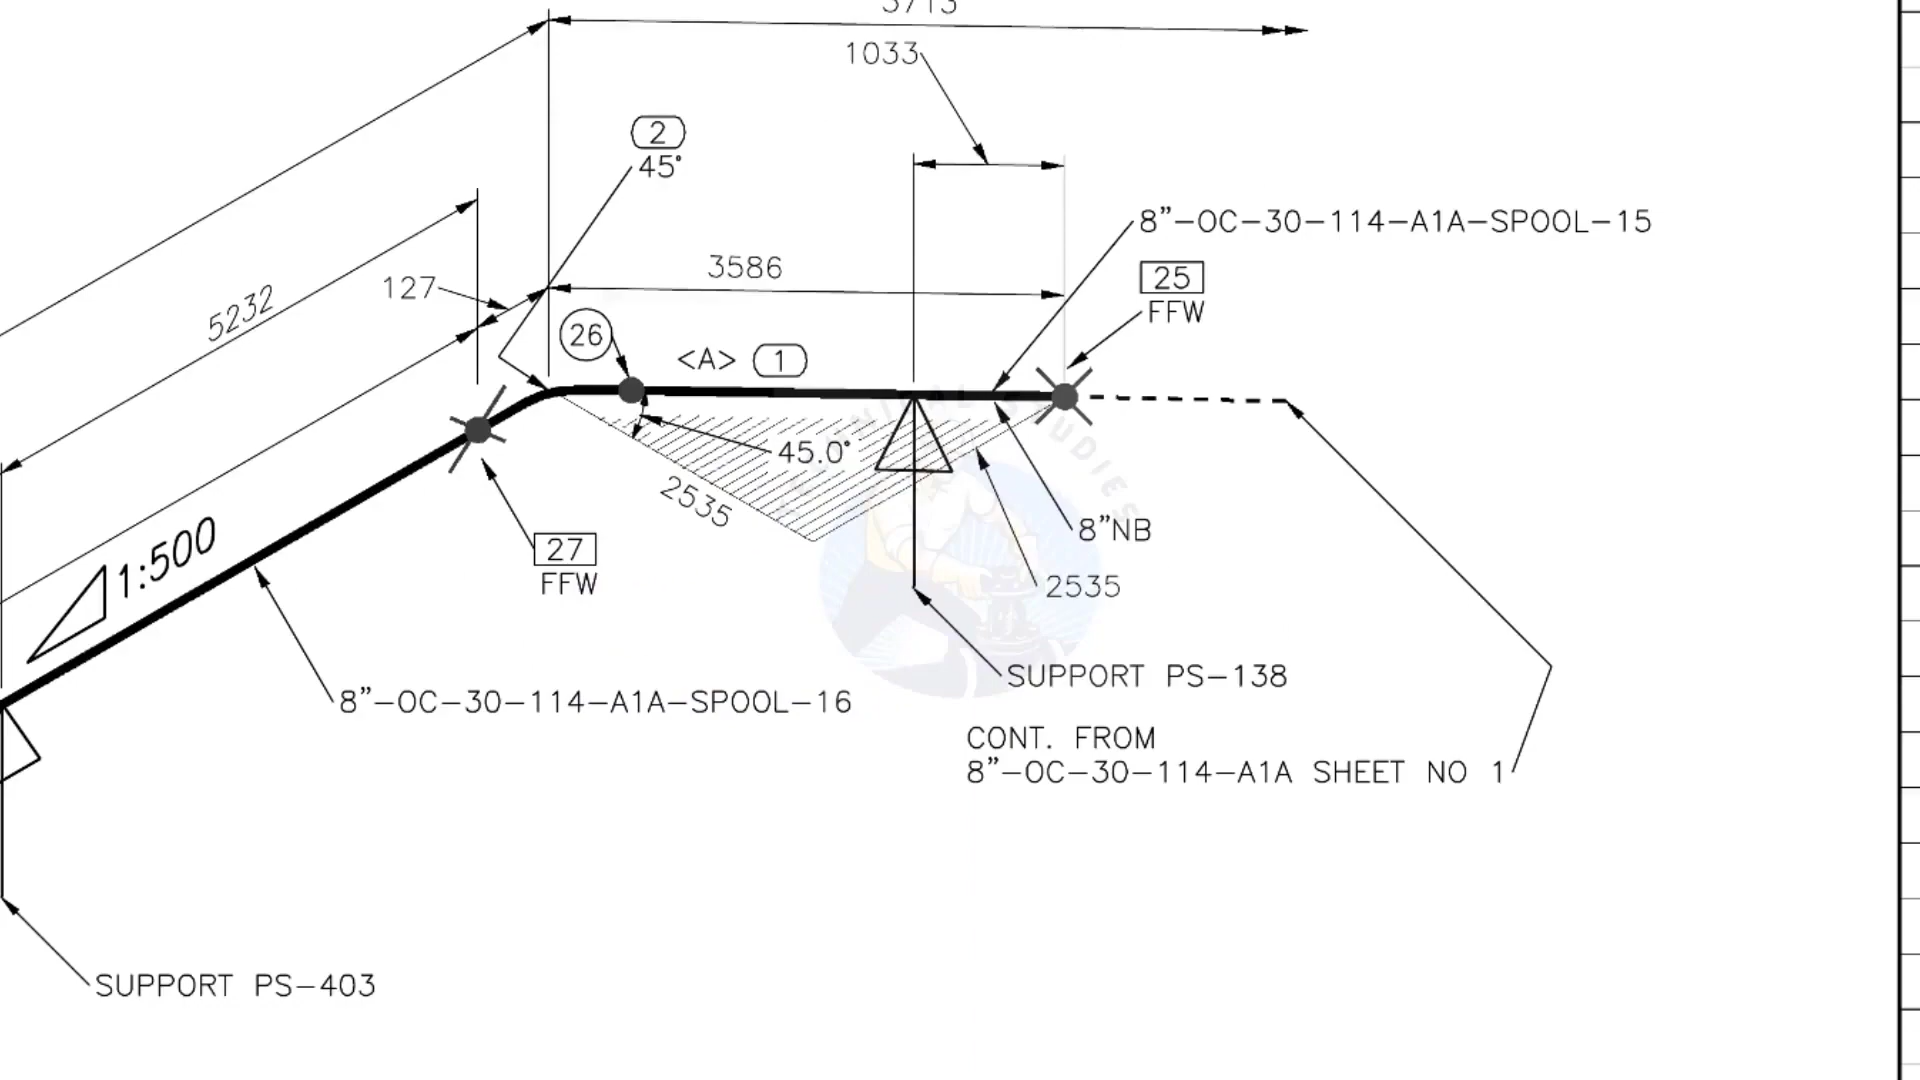 1033
2
45°
8”-OC-30-114-A1A-SPOOL-15
3586
25
FFW
127
5232
26
<A> 1
45.0°
2535
1:500
8”NB
27
FFW
2535
SUPPORT PS-138
8”-OC-30-114-A1A-SPOOL-16
CONT. FROM
8”-OC-30-114-A1A SHEET NO 1
SUPPORT PS-403